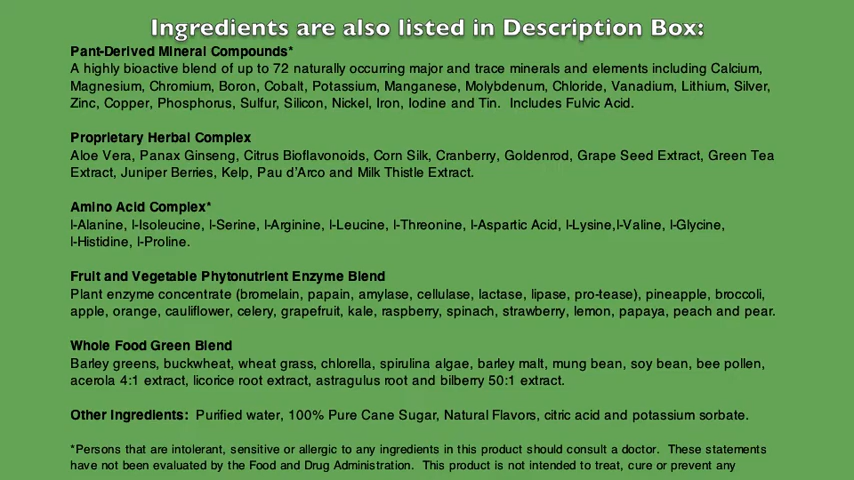 Ingredients are also listed in Description Box:
Pant-Derived Mineral Compounds*
A highly bioactive blend of up to 72 naturally occurring major and trace minerals and elements including Calcium,
Magnesium, Chromium, Boron, Cobalt, Potassium, Manganese, Molybdenum, Chloride, Vanadium, Lithium, Silver,
Zinc, Copper, Phosphorus, Sulfur, Silicon, Nickel, Iron, Iodine and Tin.  Includes Fulvic Acid.
Proprietary Herbal Complex
Aloe Vera, Panax Ginseng, Citrus Bioflavonoids, Corn Silk, Cranberry, Goldenrod, Grape Seed Extract, Green Tea
Extract, Juniper Berries, Kelp, Pau d'Arco and Milk Thistle Extract.
Amino Acid Complex*
l-Alanine, l-Isoleucine, l-Serine, l-Arginine, l-Leucine, l-Threonine, l-Aspartic Acid, l-Lysine,l-Valine, l-Glycine,
l-Histidine, l-Proline.
Fruit and Vegetable Phytonutrient Enzyme Blend
Plant enzyme concentrate (bromelain, papain, amylase, cellulase, lactase, lipase, pro-tease), pineapple, broccoli,
apple, orange, cauliflower, celery, grapefruit, kale, raspberry, spinach, strawberry, lemon, papaya, peach and pear.
Whole Food Green Blend
Barley greens, buckwheat, wheat grass, chlorella, spirulina algae, barley malt, mung bean, soy bean, bee pollen,
acerola 4:1 extract, licorice root extract, astragulus root and bilberry 50:1 extract.
Other Ingredients:  Purified water, 100% Pure Cane Sugar, Natural Flavors, citric acid and potassium sorbate.
*Persons that are intolerant, sensitive or allergic to any ingredients in this product should consult a doctor.  These statements
have not been evaluated by the Food and Drug Administration.  This product is not intended to treat, cure or prevent any